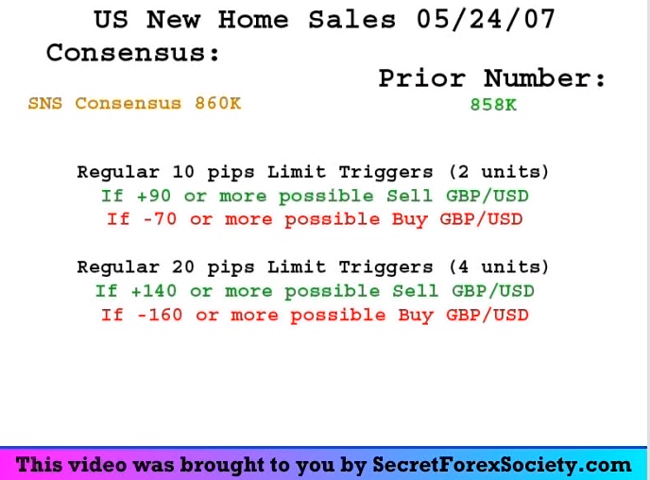 US New Home Sales 05/24/07
Consensus:
Prior Number:
SNS Consensus 860K
858K
Regular 10 pips Limit Triggers (2 units)
If +90 or more possible Sell GBP/USD
If -70 or more possible Buy GBP/USD
Regular 20 pips Limit Triggers (4 units)
If +140 or more possible Sell GBP/USD
If -160 or more possible Buy GBP/USD
This video was brought to you by SecretForexSociety.com